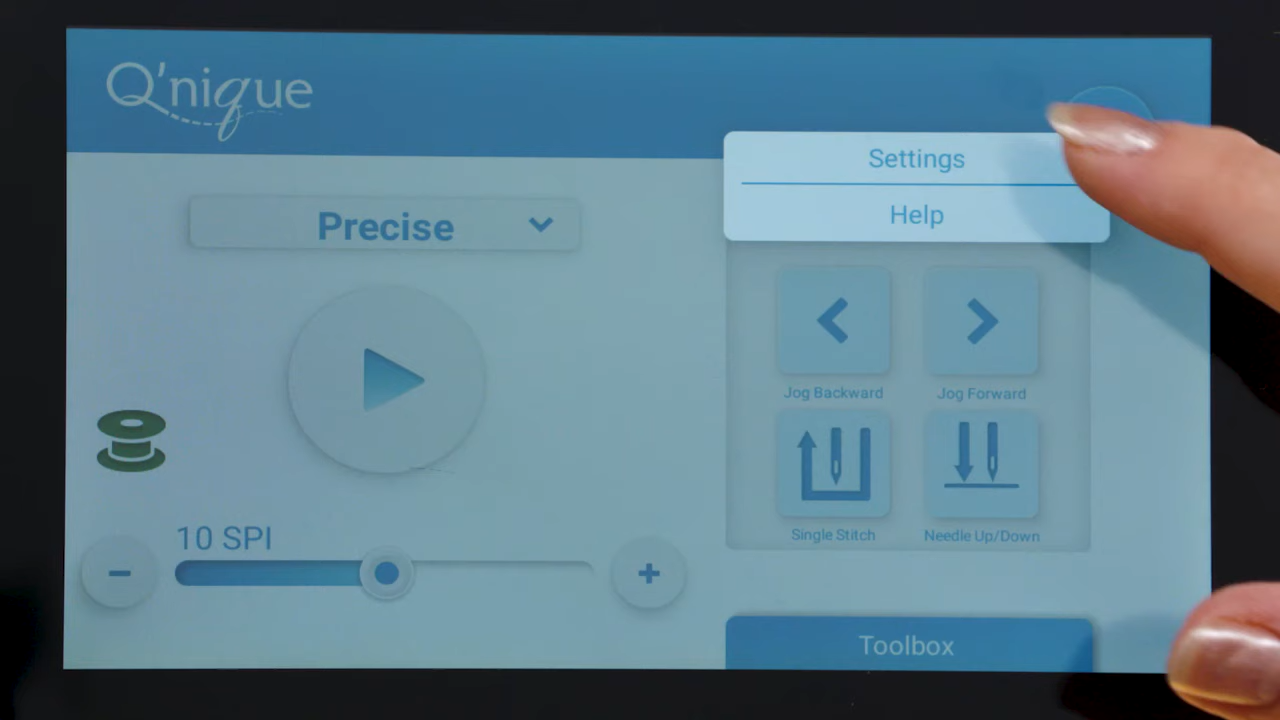 Q'nique
Settings
Help
Precise
Jog Backward
Jog Forward
10 SPI
Single Stitch
Needle Up/Down
Toolbox